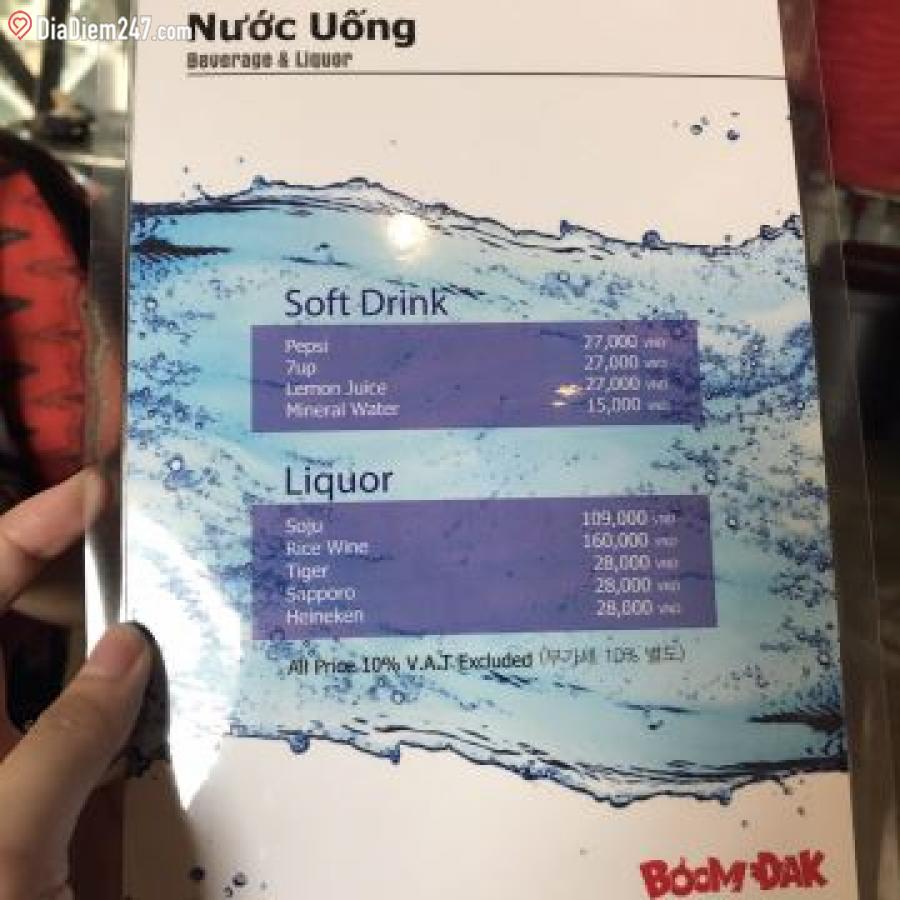 DiaDiem247.com
Nước Uống
Beverage & Liquor
Soft Drink
Pepsi 27,000 VND
7up 27,000 VND
Lemon Juice 27,000 VND
Mineral Water 15,000 VND
Liquor
Soju 109,000 VND
Rice Wine 160,000 VND
Tiger 28,000 VND
Sapporo 28,000 VND
Heineken 28,000 VND
All Price 10% V.A.T Excluded (부가세 10% 별도)
BOOM DAK